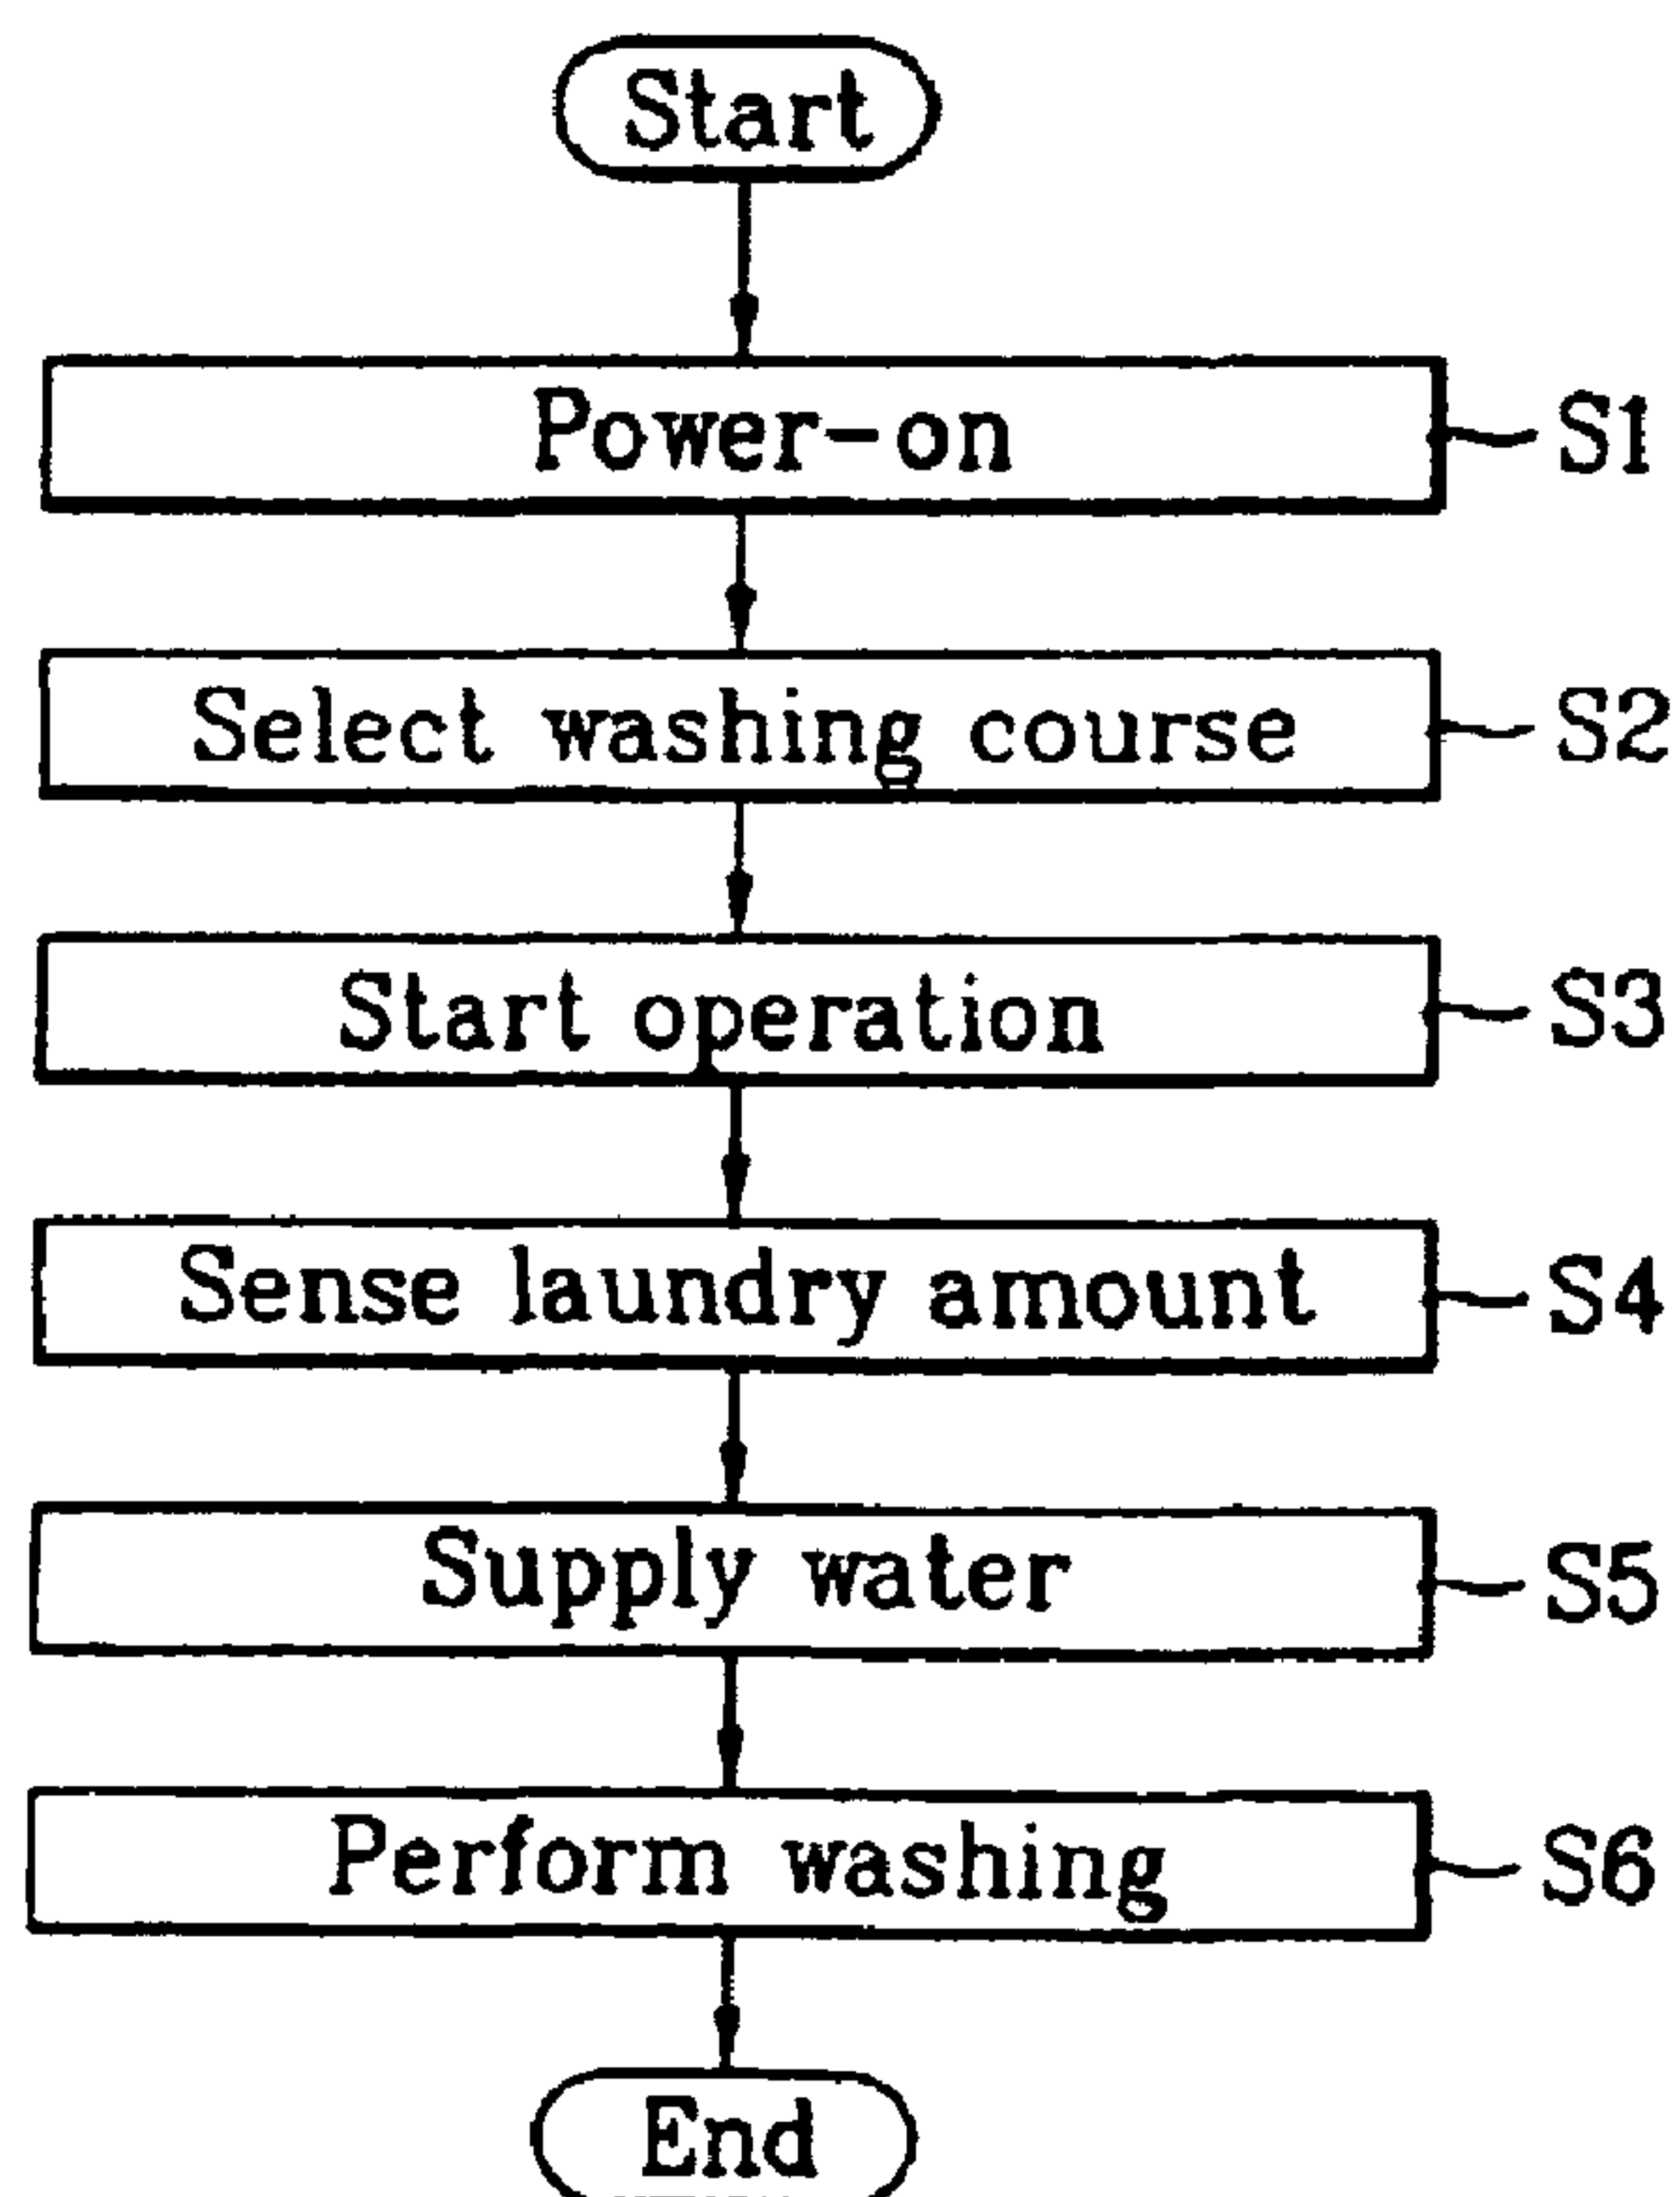 Start
Power-on S1
Select washing course S2
Start operation S3
Sense laundry amount S4
Supply water S5
Perform washing S6
End